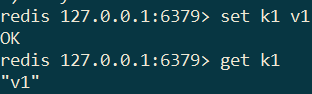 redis 127.0.0.1:6379> set k1 v1
OK
redis 127.0.0.1:6379> get k1
"v1"